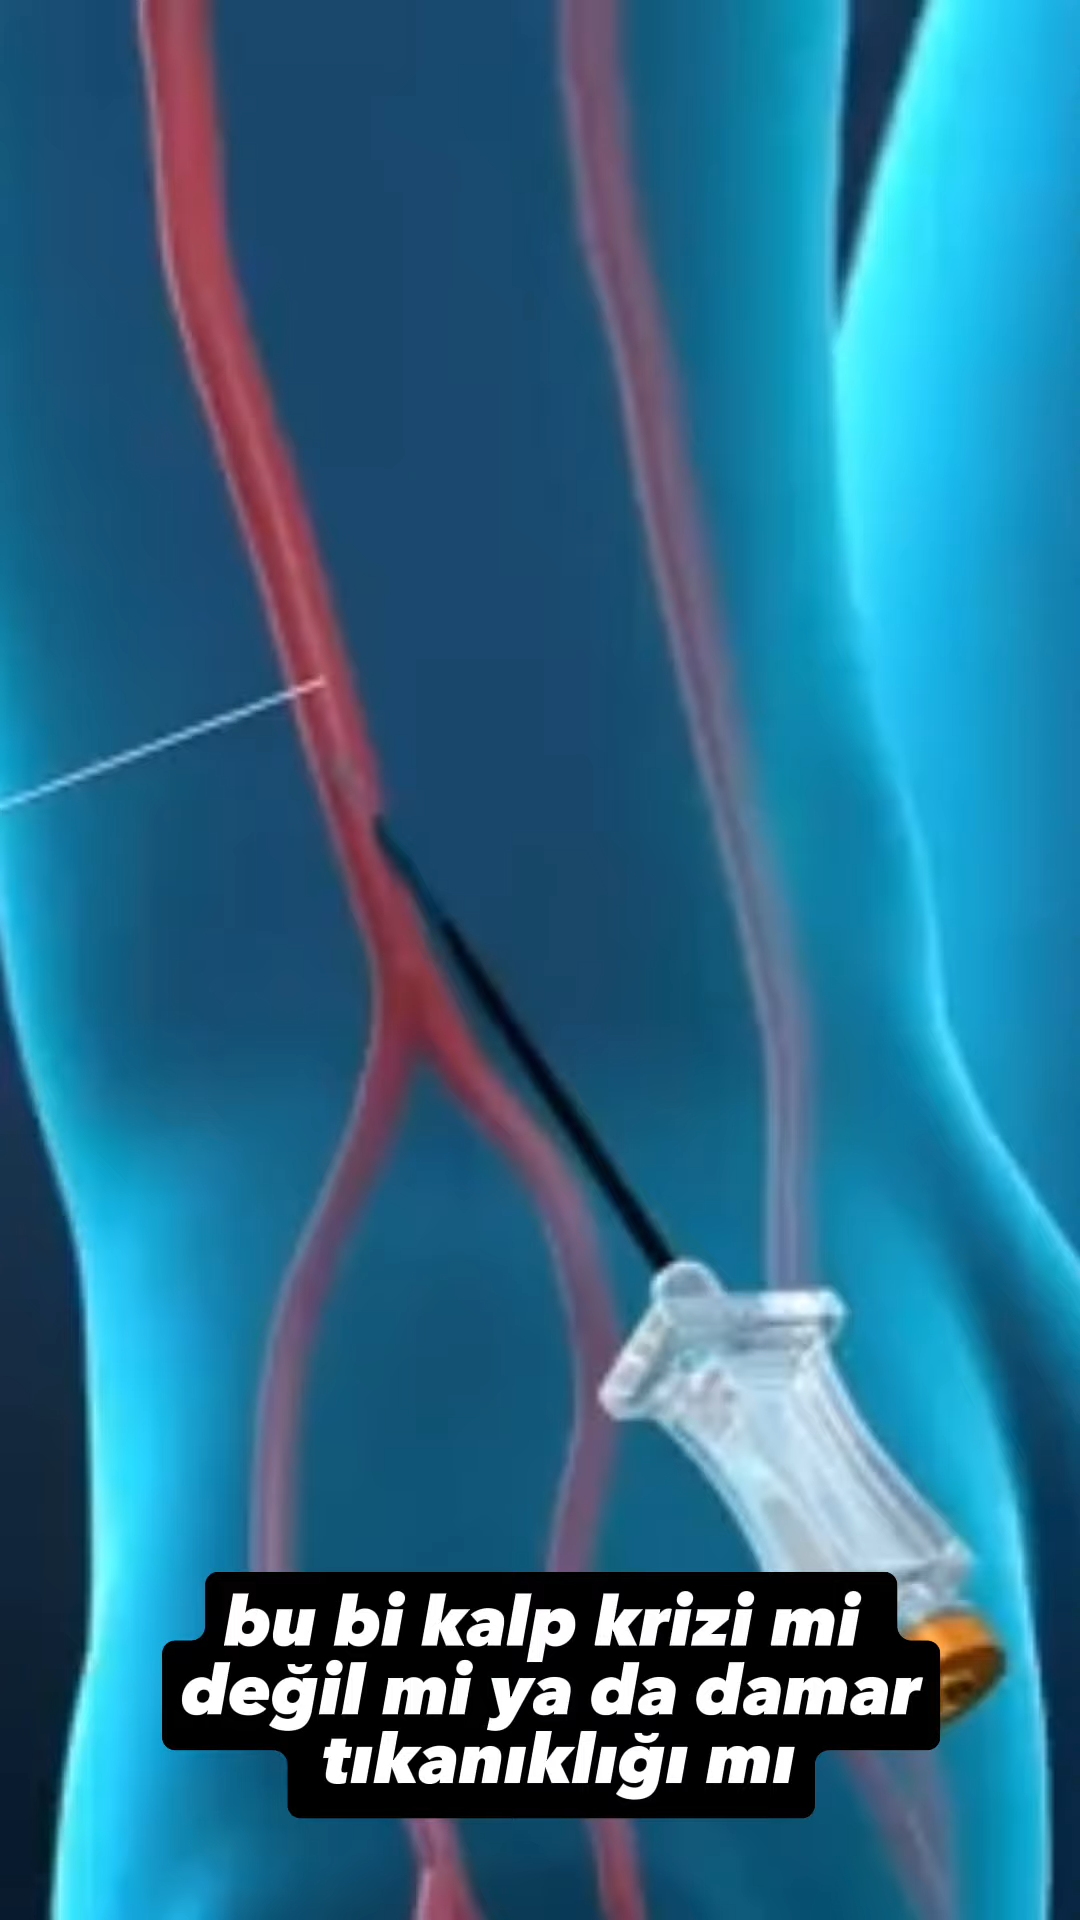 bu bi kalp krizi mi
değil mi ya da damar
tıkanıklığı mı